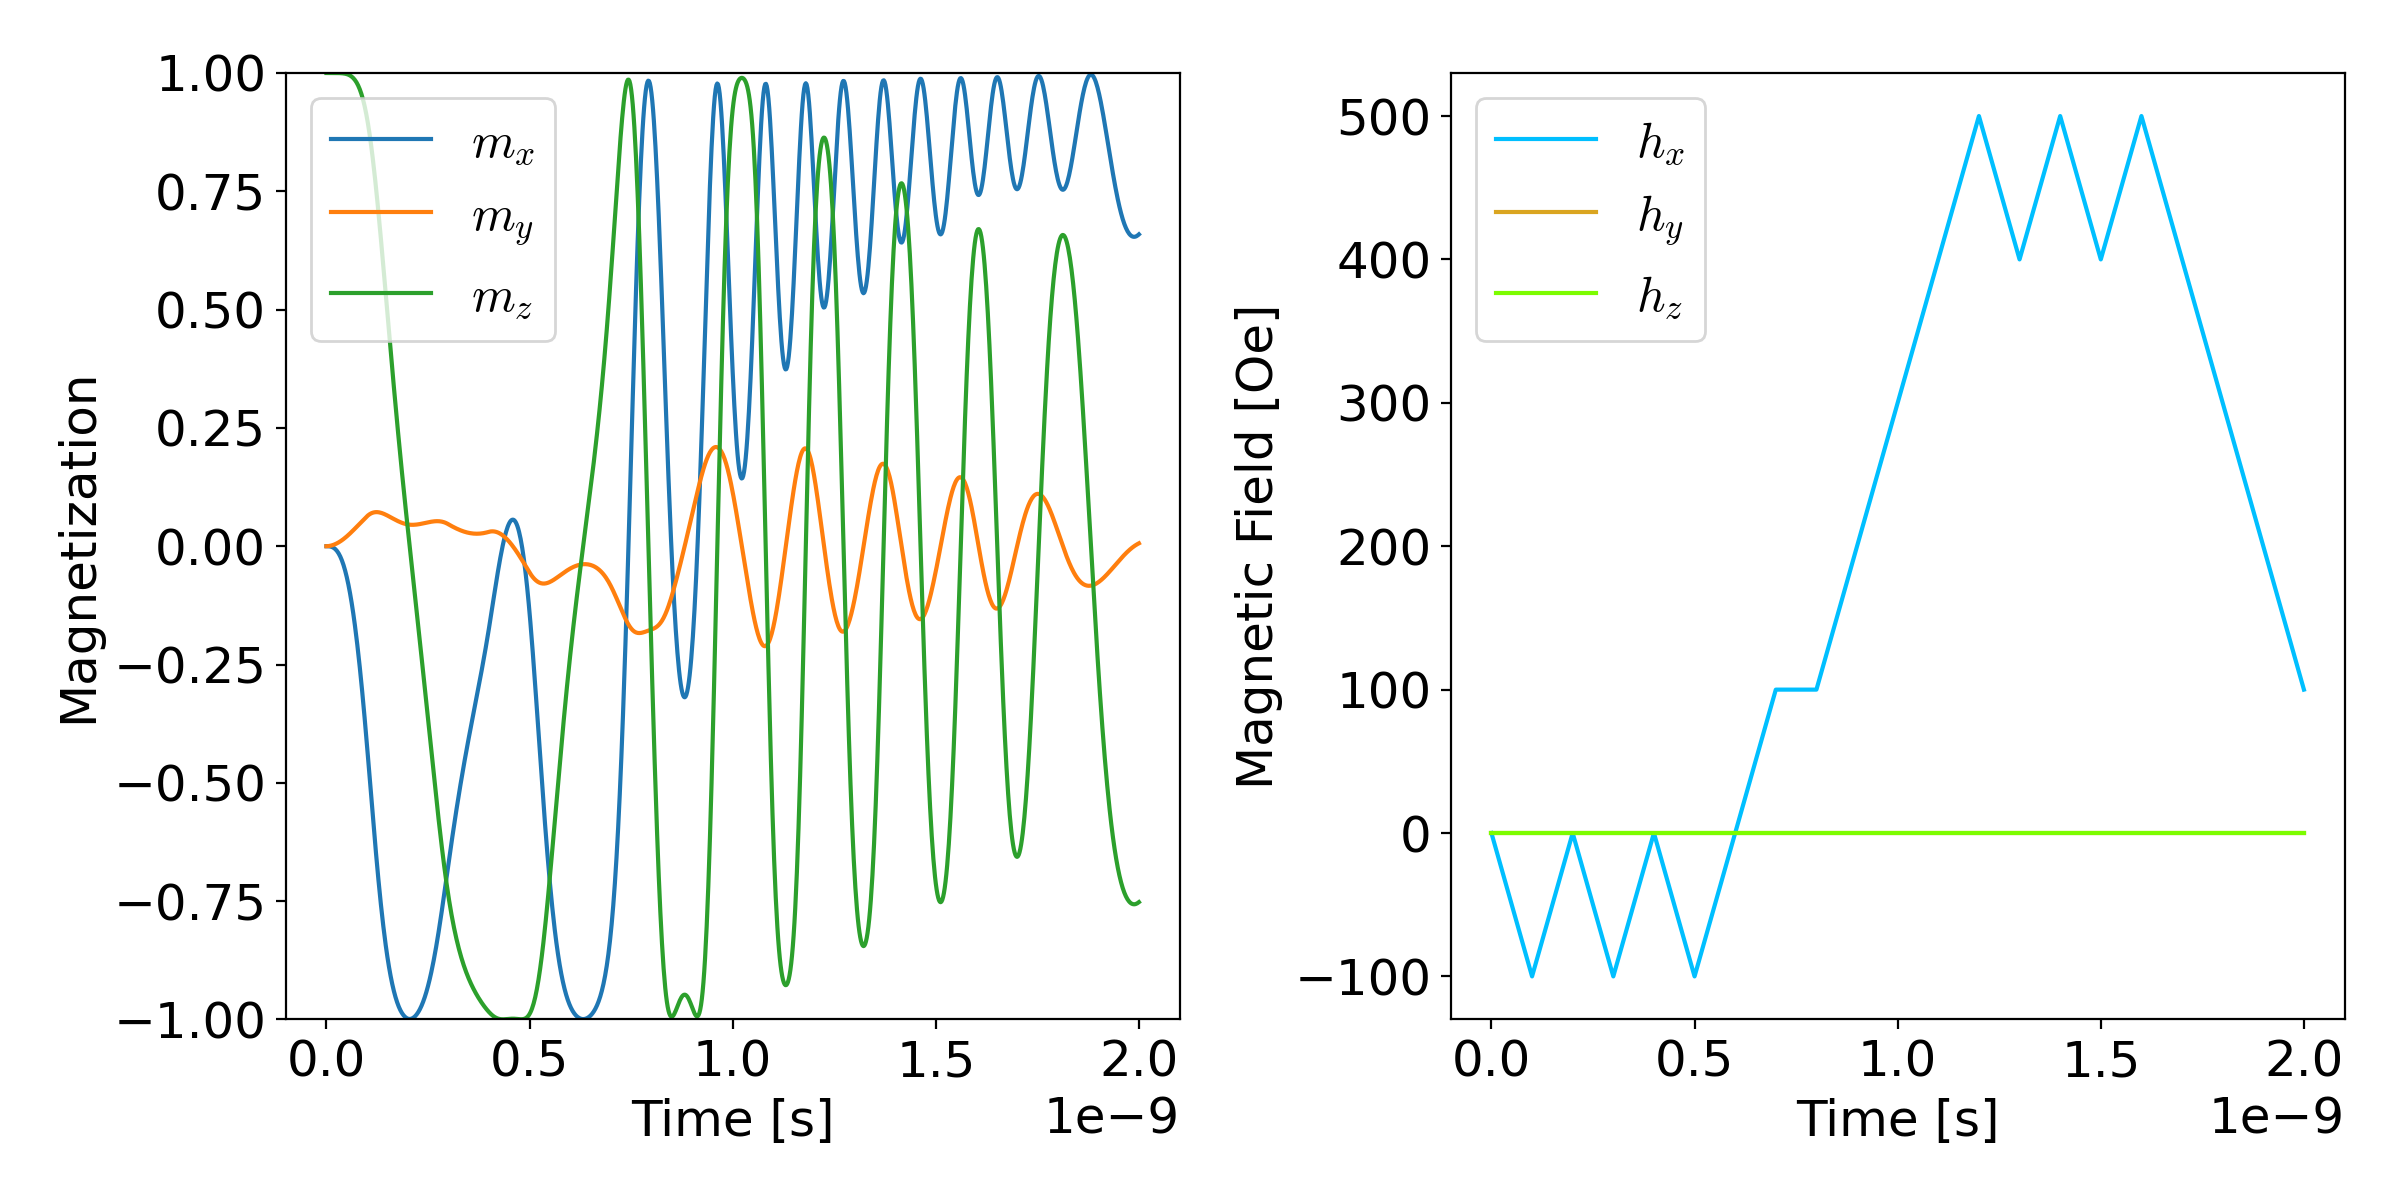 1.00
0.75
0.50
0.25
0.00
−0.25
−0.50
−0.75
−1.00
Magnetization
m_x
m_y
m_z
0.0 0.5 1.0 1.5 2.0
Time [s]
1e−9
500
400
300
200
100
0
−100
Magnetic Field [Oe]
h_x
h_y
h_z
0.0 0.5 1.0 1.5 2.0
Time [s]
1e−9